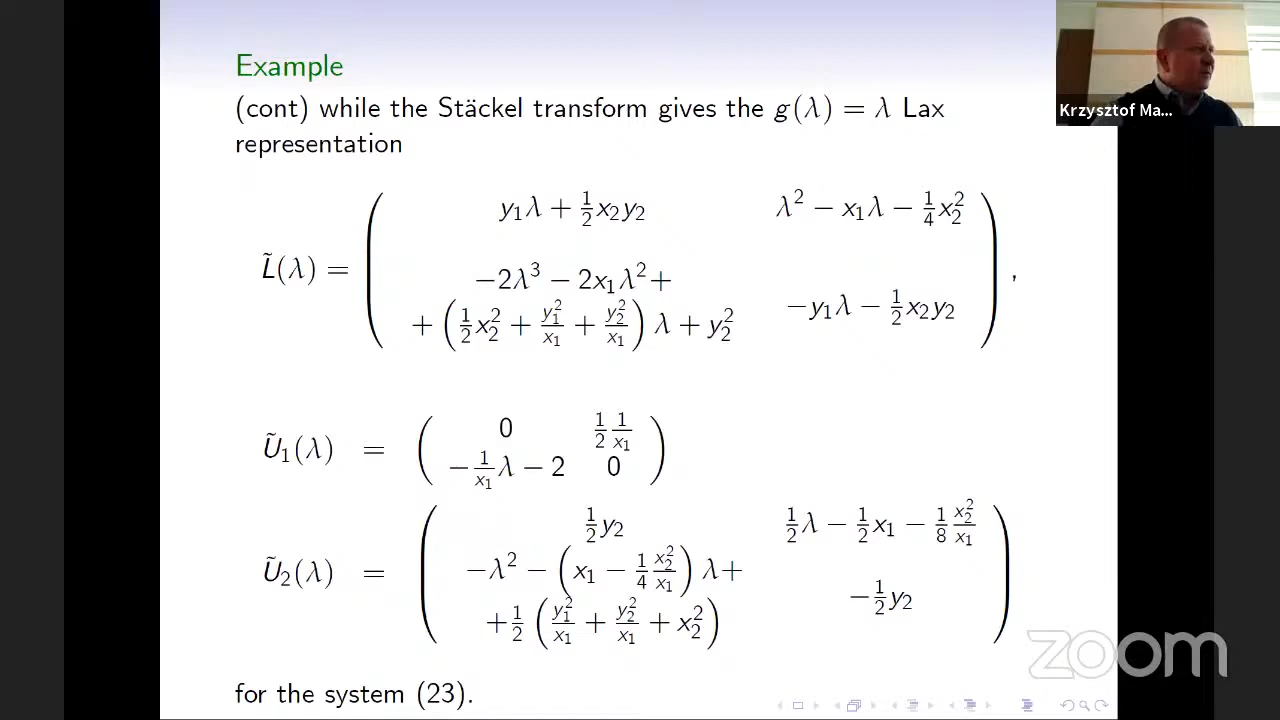 Example
(cont) while the Stäckel transform gives the g(λ) = λ Lax
representation
L̃(λ) = ( y₁λ + ½x₂y₂   λ² − x₁λ − ¼x₂²
−2λ³ − 2x₁λ² +
+ (½x₂² + y₁²/x₁ + y₂²/x₁) λ + y₂²   −y₁λ − ½x₂y₂ ) ,
Ũ₁(λ) = ( 0   ½ 1/x₁
−1/x₁ λ − 2   0 )
Ũ₂(λ) = ( ½y₂   ½λ − ½x₁ − ⅛ x₂²/x₁
−λ² − (x₁ − ¼ x₂²/x₁) λ +
+½ (y₁²/x₁ + y₂²/x₁ + x₂²)   −½y₂ )
for the system (23).
Krzysztof Ma...
zoom